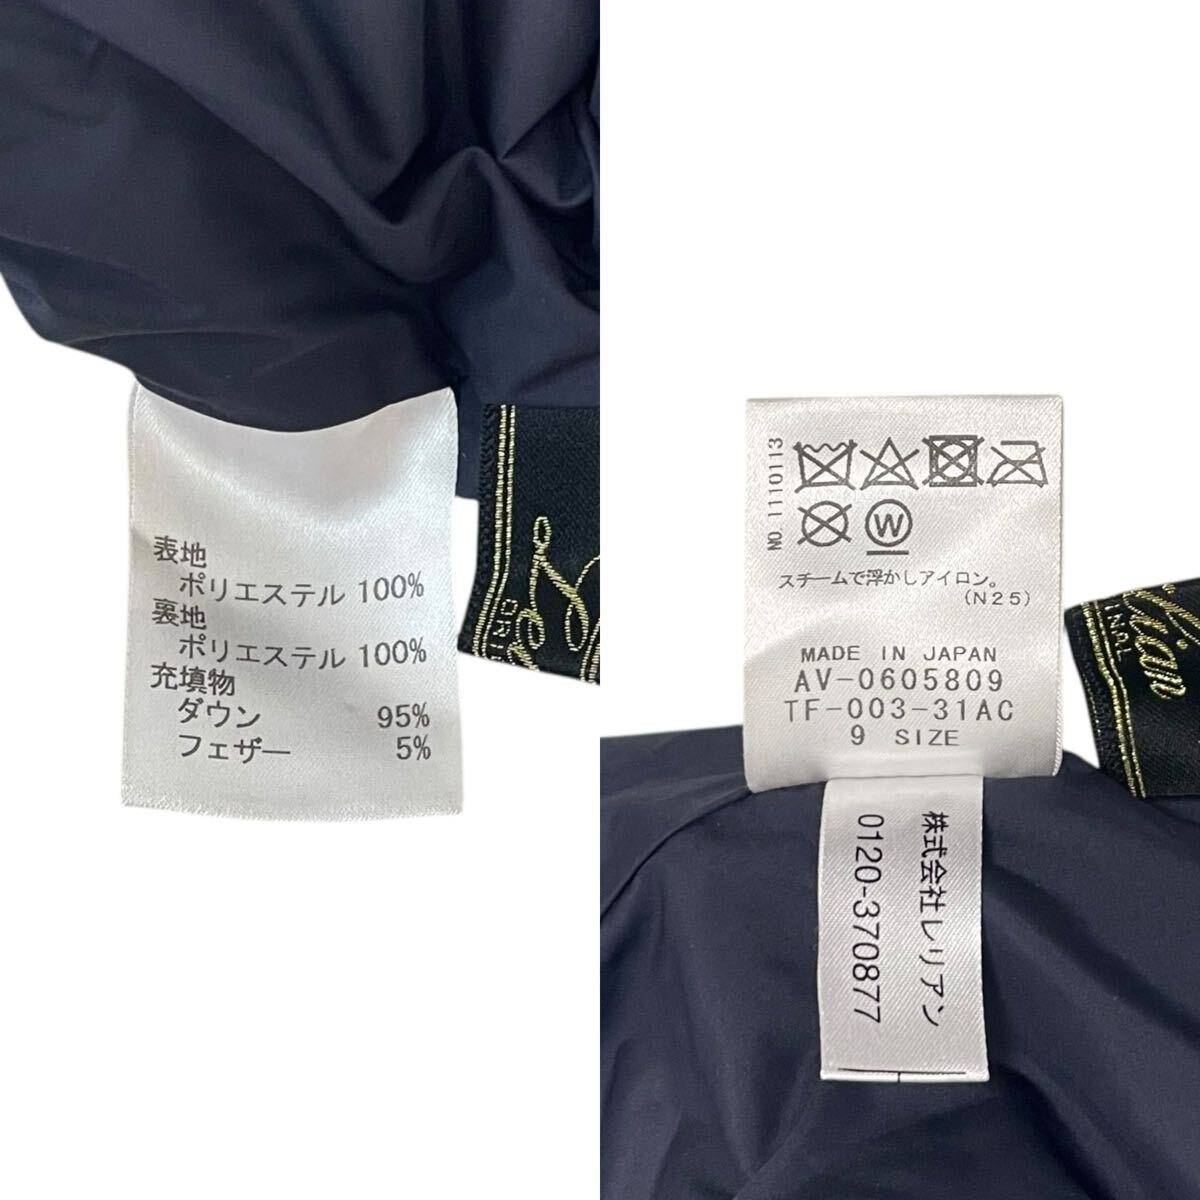 表地
ポリエステル 100%
裏地
ポリエステル 100%
充填物
ダウン 95%
フェザー 5%
NO. 1110113
W
スチームで浮かしアイロン。
(N25)
MADE IN JAPAN
AV-0605809
TF-003-31AC
9 SIZE
株式会社レリアン
0120-370877